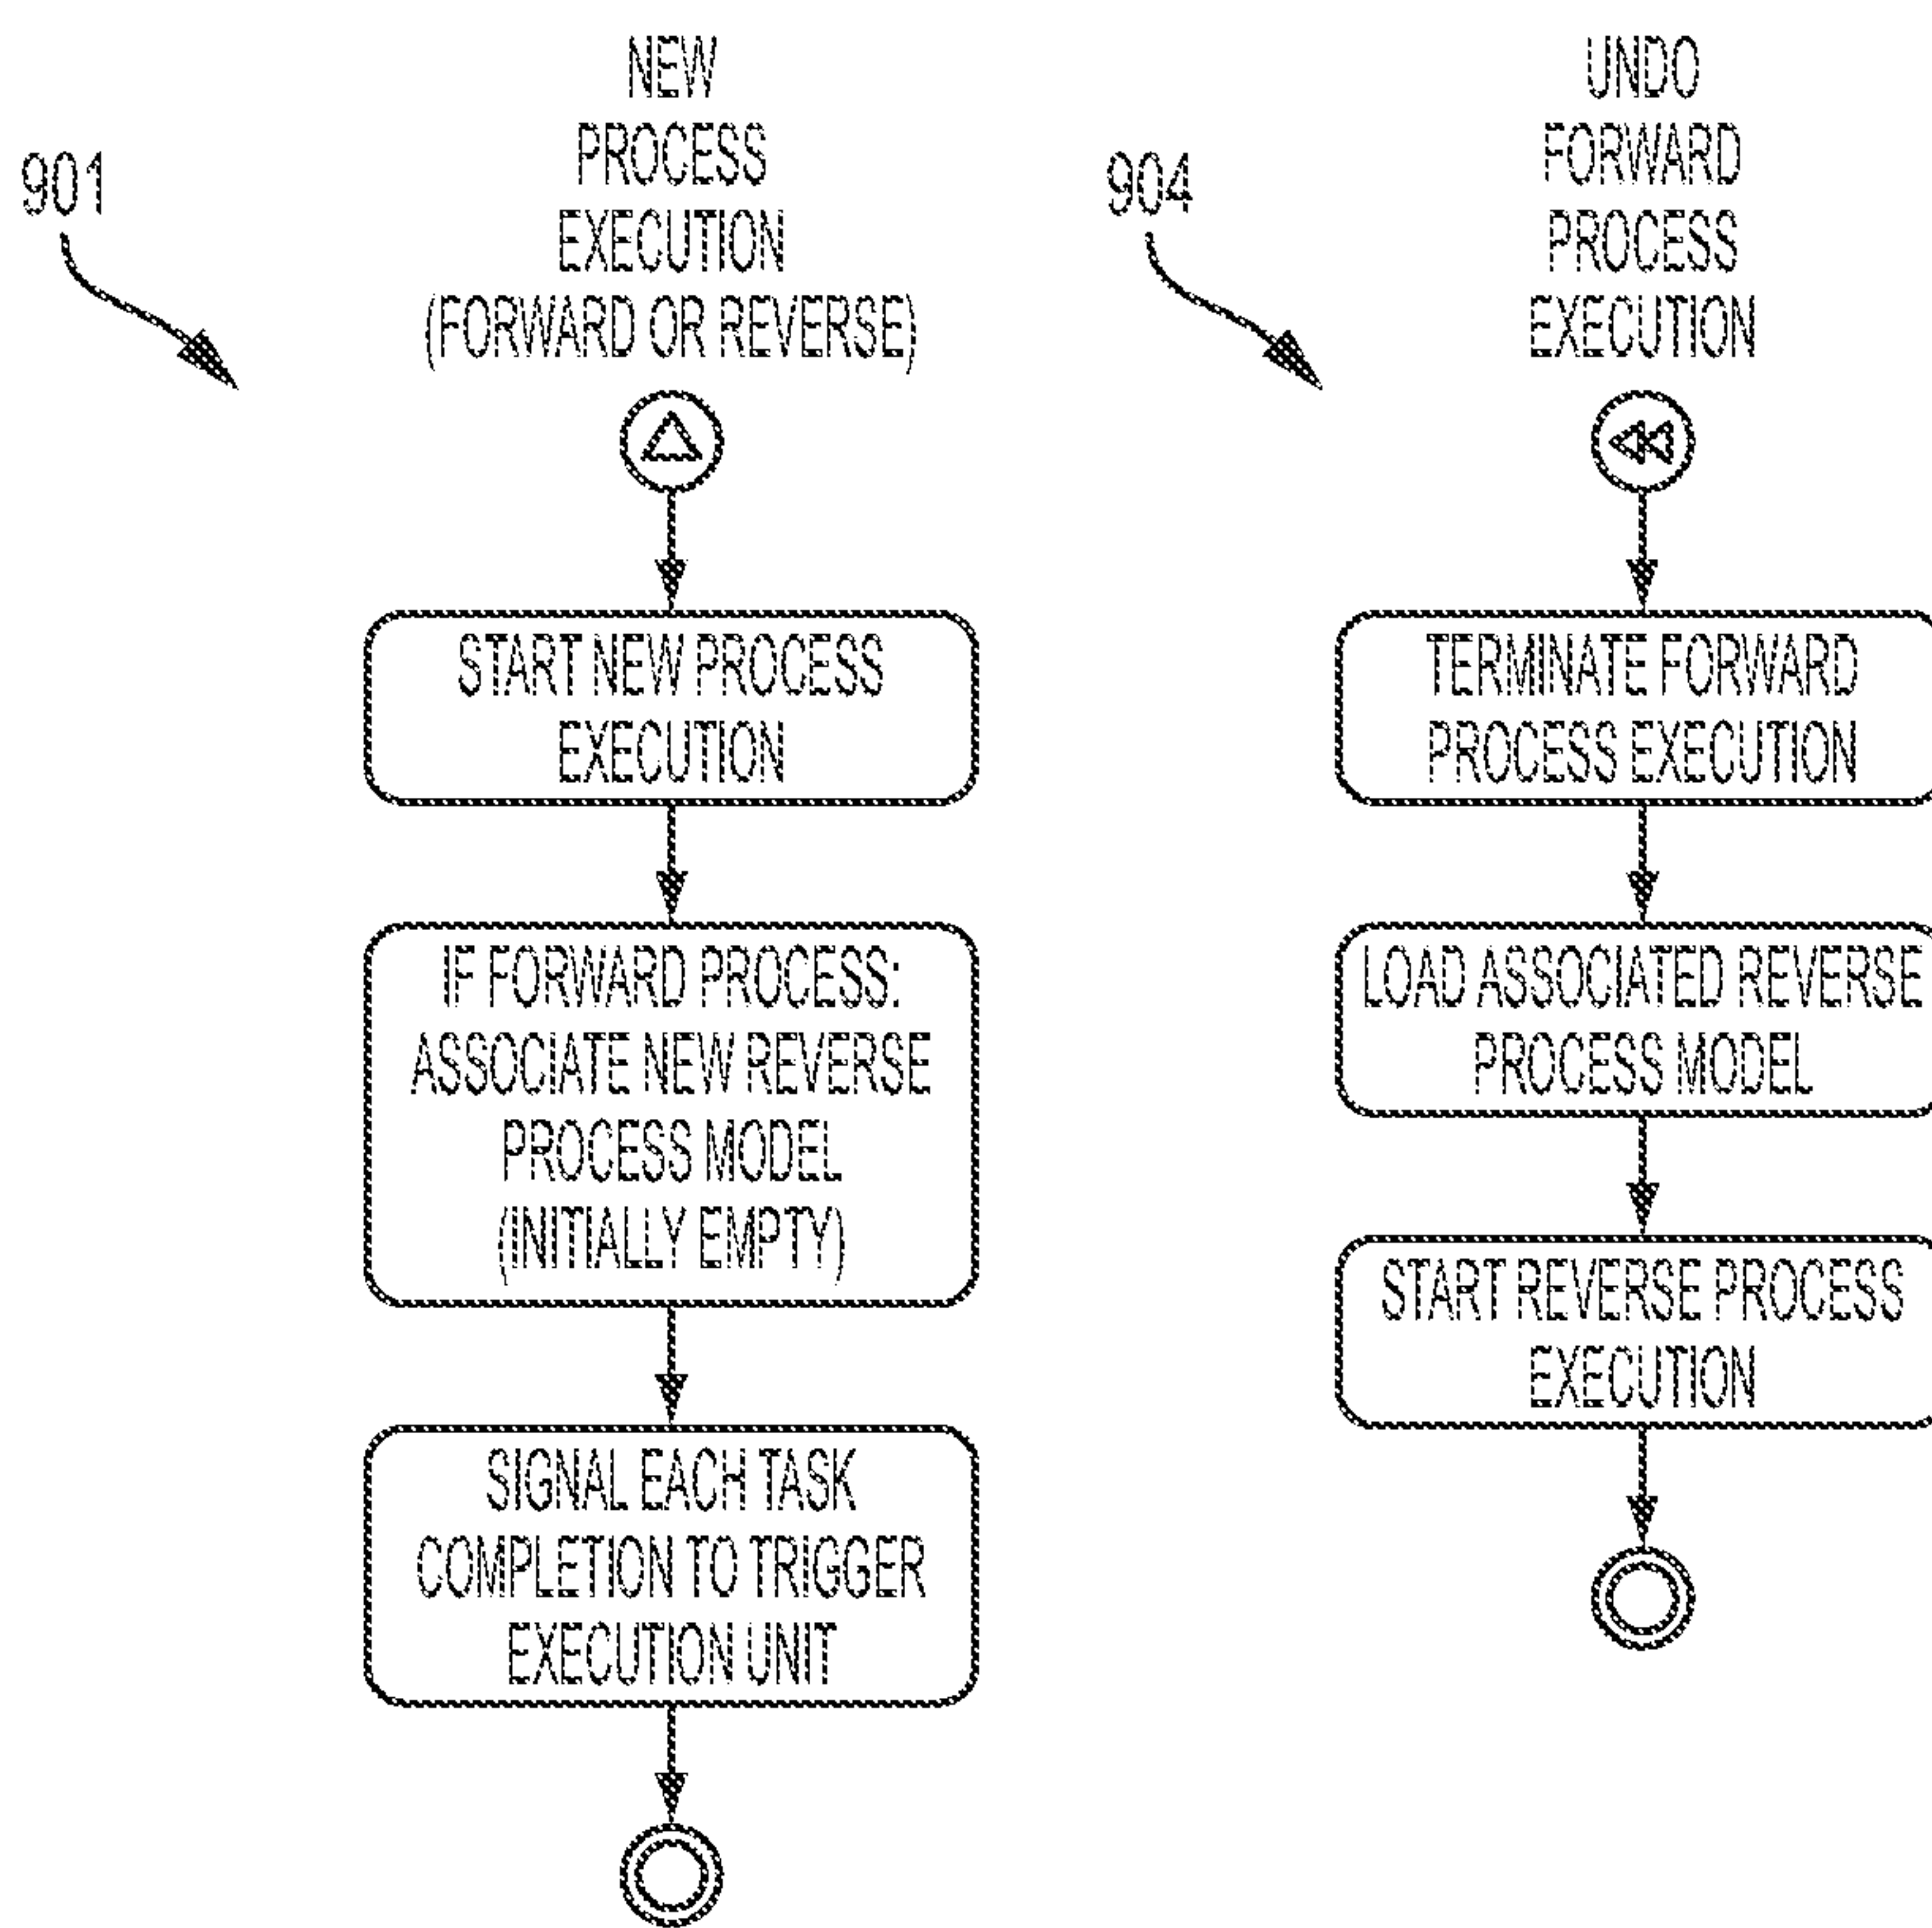 901
NEW
PROCESS
EXECUTION
(FORWARD OR REVERSE)
START NEW PROCESS
EXECUTION
IF FORWARD PROCESS:
ASSOCIATE NEW REVERSE
PROCESS MODEL
(INITIALLY EMPTY)
SIGNAL EACH TASK
COMPLETION TO TRIGGER
EXECUTION UNIT
904
UNDO
FORWARD
PROCESS
EXECUTION
TERMINATE FORWARD
PROCESS EXECUTION
LOAD ASSOCIATED REVERSE
PROCESS MODEL
START REVERSE PROCESS
EXECUTION